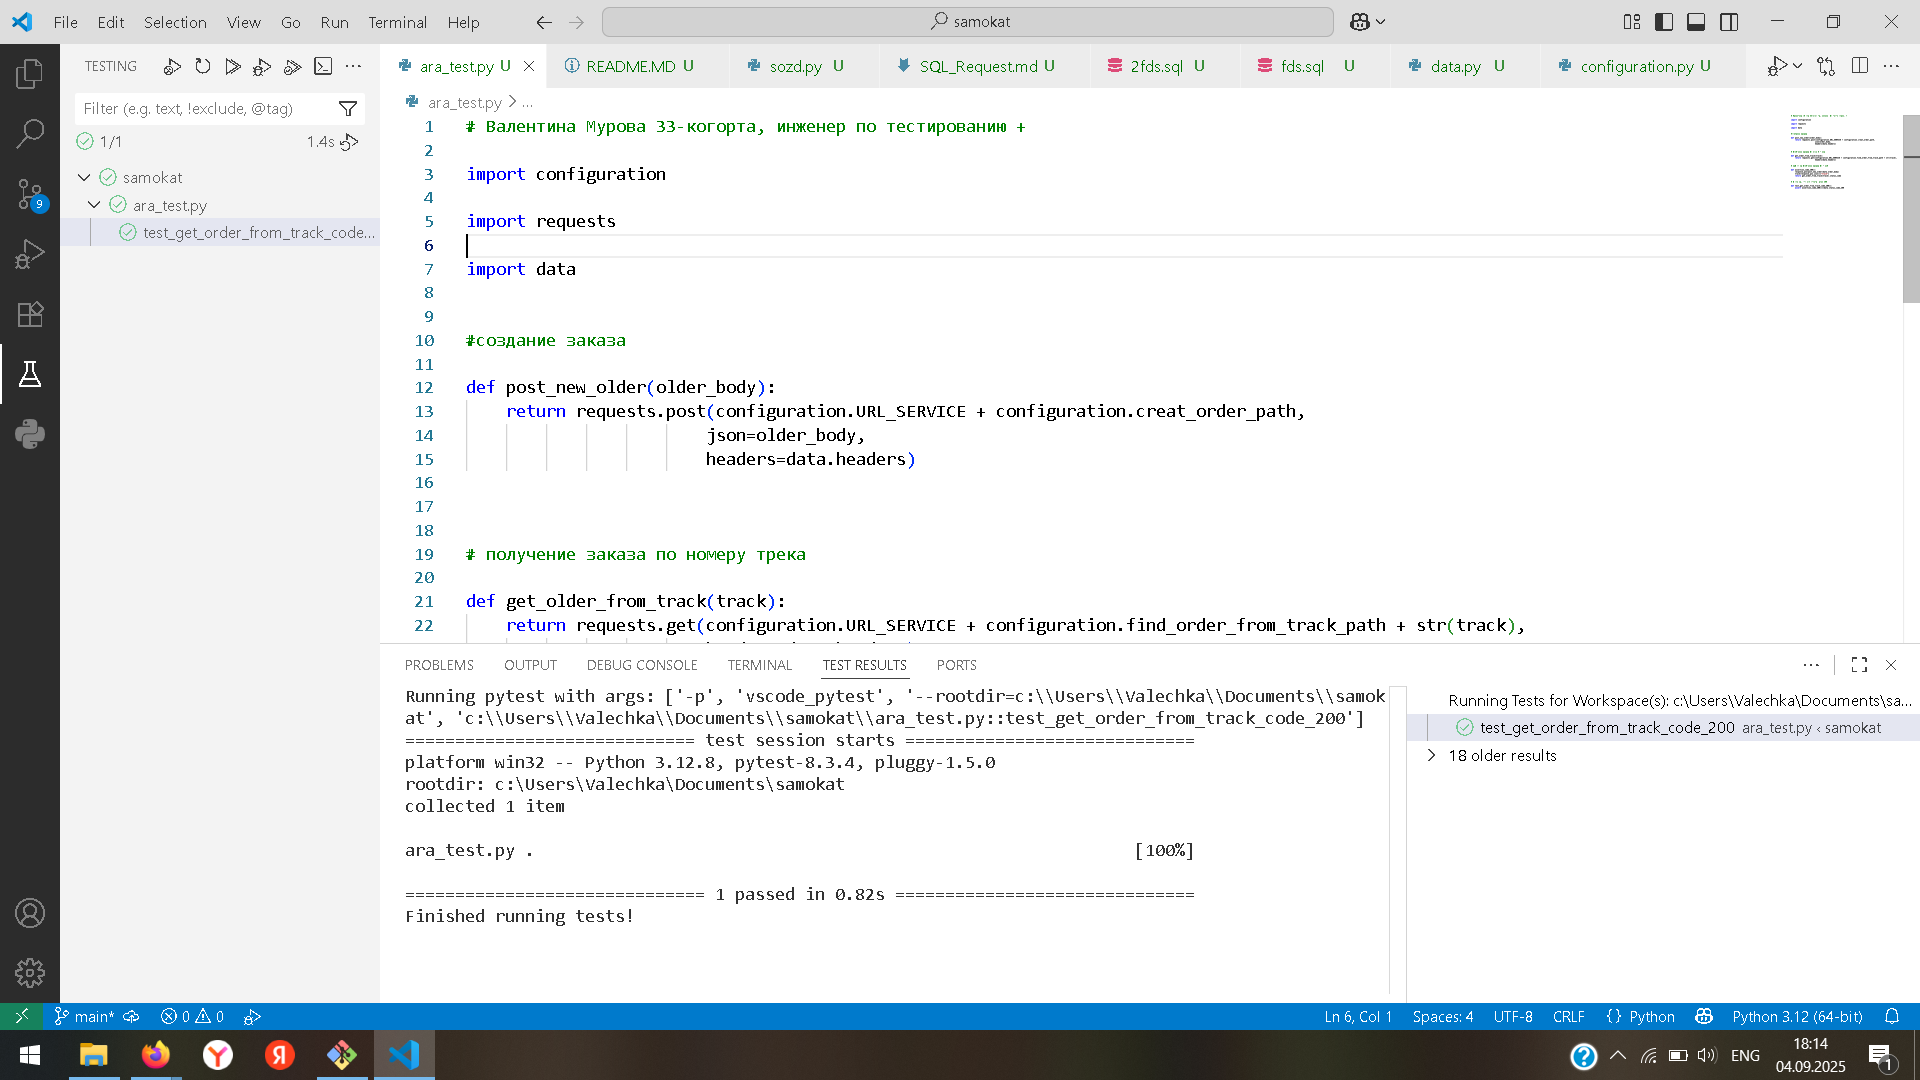 File Edit Selection View Go Run Terminal Help
samokat
TESTING
Filter (e.g. text, !exclude, @tag)
1/1
1.4s
samokat
ara_test.py
test_get_order_from_track_code...
9
ara_test.py U
README.MD U
sozd.py U
SQL_Request.md U
2fds.sql U
fds.sql U
data.py U
configuration.py U
ara_test.py > ...
1 # Валентина Мурова 33-когорта, инженер по тестированию +
2
3 import configuration
4
5 import requests
6
7 import data
8
9
10 #создание заказа
11
12 def post_new_older(older_body):
13 return requests.post(configuration.URL_SERVICE + configuration.creat_order_path,
14 json=older_body,
15 headers=data.headers)
16
17
18
19 # получение заказа по номеру трека
20
21 def get_older_from_track(track):
22 return requests.get(configuration.URL_SERVICE + configuration.find_order_from_track_path + str(track),
PROBLEMS OUTPUT DEBUG CONSOLE TERMINAL TEST RESULTS PORTS
Running pytest with args: ['-p', 'vscode_pytest', '--rootdir=c:\\Users\\Valechka\\Documents\\samok
at', 'c:\\Users\\Valechka\\Documents\\samokat\\ara_test.py::test_get_order_from_track_code_200']
============================= test session starts =============================
platform win32 -- Python 3.12.8, pytest-8.3.4, pluggy-1.5.0
rootdir: c:\Users\Valechka\Documents\samokat
collected 1 item
ara_test.py . [100%]
============================== 1 passed in 0.82s ==============================
Finished running tests!
Running Tests for Workspace(s): c:\Users\Valechka\Documents\sa...
test_get_order_from_track_code_200 ara_test.py ‹ samokat
18 older results
main* 0 0
Ln 6, Col 1 Spaces: 4 UTF-8 CRLF {} Python Python 3.12 (64-bit)
ENG
18:14
04.09.2025
1